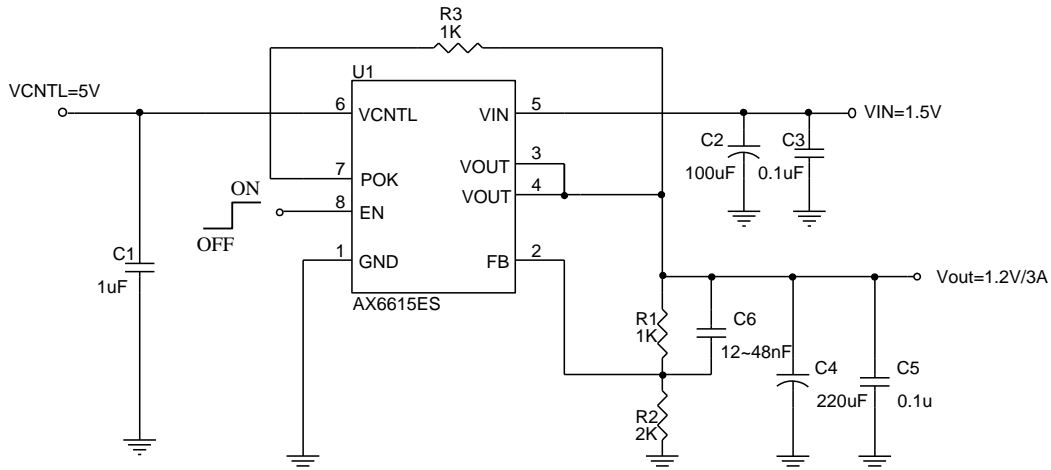 R3
1K
U1
VCNTL=5V
6
VCNTL
VIN
5
VIN=1.5V
C2
100uF
C3
0.1uF
VOUT
3
7
POK
VOUT
4
ON
OFF
8
EN
C1
1uF
1
GND
FB
2
AX6615ES
Vout=1.2V/3A
R1
1K
C6
12~48nF
C4
220uF
C5
0.1u
R2
2K